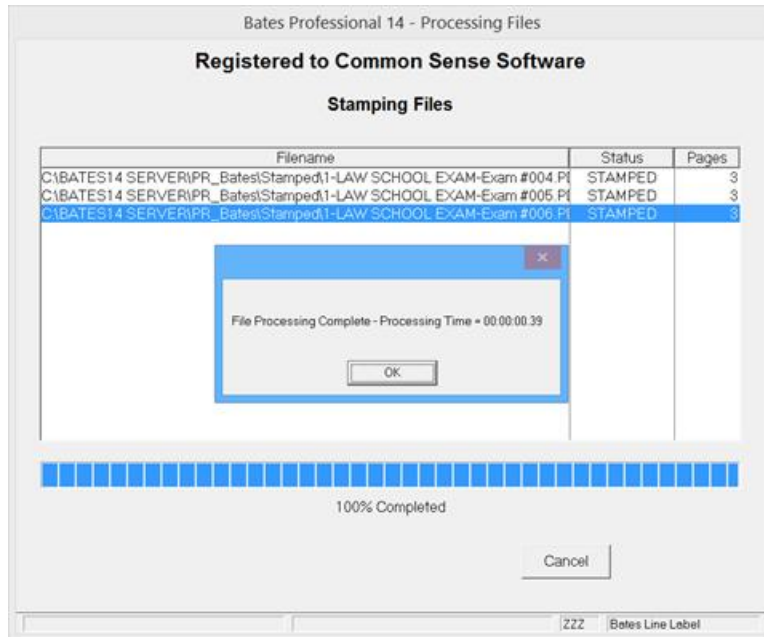 Bates Professional 14 - Processing Files
Registered to Common Sense Software
Stamping Files
Filename Status Pages
C:\BATES14 SERVER\PR_Bates\Stamped\1-LAW SCHOOL EXAM-Exam #004.PD STAMPED 3
C:\BATES14 SERVER\PR_Bates\Stamped\1-LAW SCHOOL EXAM-Exam #005.PD STAMPED 3
C:\BATES14 SERVER\PR_Bates\Stamped\1-LAW SCHOOL EXAM-Exam #006.PD STAMPED 3
File Processing Complete - Processing Time = 00:00:00.39
OK
100% Completed
Cancel
ZZZ Bates Line Label